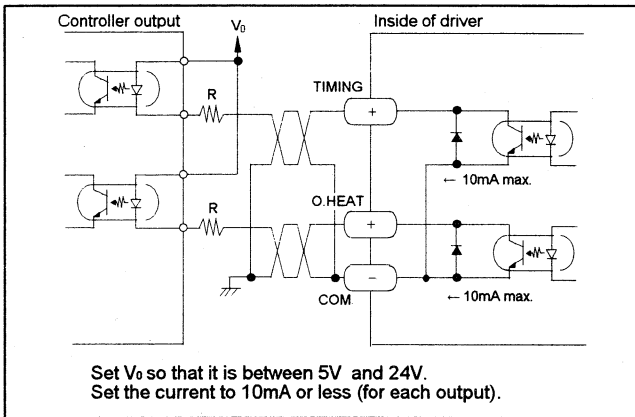 Controller output
V₀
Inside of driver
TIMING
R
+
← 10mA max.
O.HEAT
R
+
−
COM
← 10mA max.
Set V₀ so that it is between 5V and 24V.
Set the current to 10mA or less (for each output).